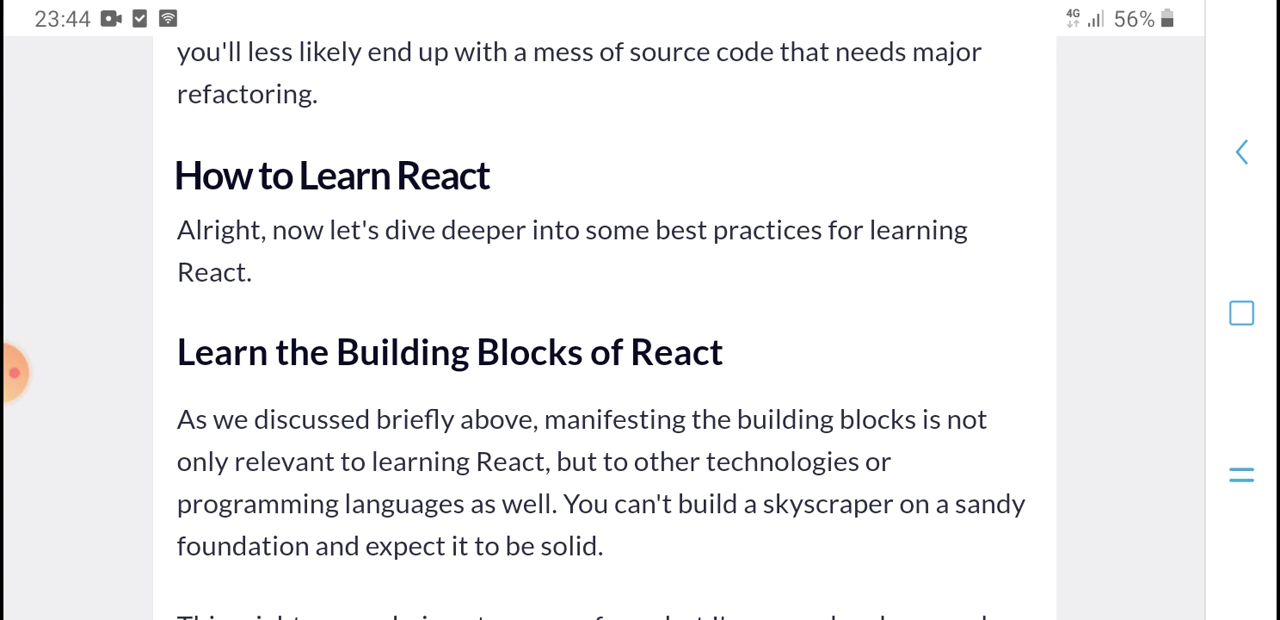 23:44
4G 56%
you'll less likely end up with a mess of source code that needs major
refactoring.
How to Learn React
Alright, now let's dive deeper into some best practices for learning
React.
Learn the Building Blocks of React
As we discussed briefly above, manifesting the building blocks is not
only relevant to learning React, but to other technologies or
programming languages as well. You can't build a skyscraper on a sandy
foundation and expect it to be solid.